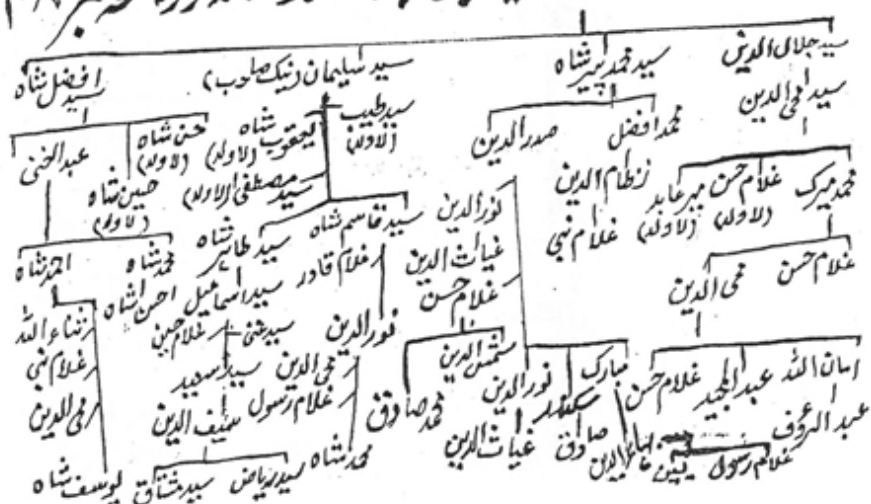 سید جلال الدین سید محمد پیر شاہ سید سلیمان (نیک صاحب) سید افضل شاہ
سید محی الدین محمد افضل صدر الدین سید طیب (لاولد) یعقوب شاہ (لاولد) حسن شاہ (لاولد) عبد الغنی
محمد میرک غلام حسن (لاولد) میر عابد (لاولد) نظام الدین سید مصطفیٰ (لاولد) حسین شاہ (لاولد)
غلام حسن محی الدین غلام نبی نور الدین سید قاسم شاہ سید طاہر شاہ محمد شاہ احمد شاہ
غیاث الدین غلام قادر سید اسماعیل احسن شاہ
غلام حسن نور الدین سید غنی غلام حسین ثناء اللہ
امان اللہ عبد المجید غلام حسن مبارک سکندر نور الدین شمس الدین محمد صادق محی الدین سید سعید غلام نبی
عبد الرؤف غلام رسول یٰسین صادق غیاث الدین غلام رسول سیف الدین محی الدین
محمد شاہ سید ریاض سید مشتاق یوسف شاہ